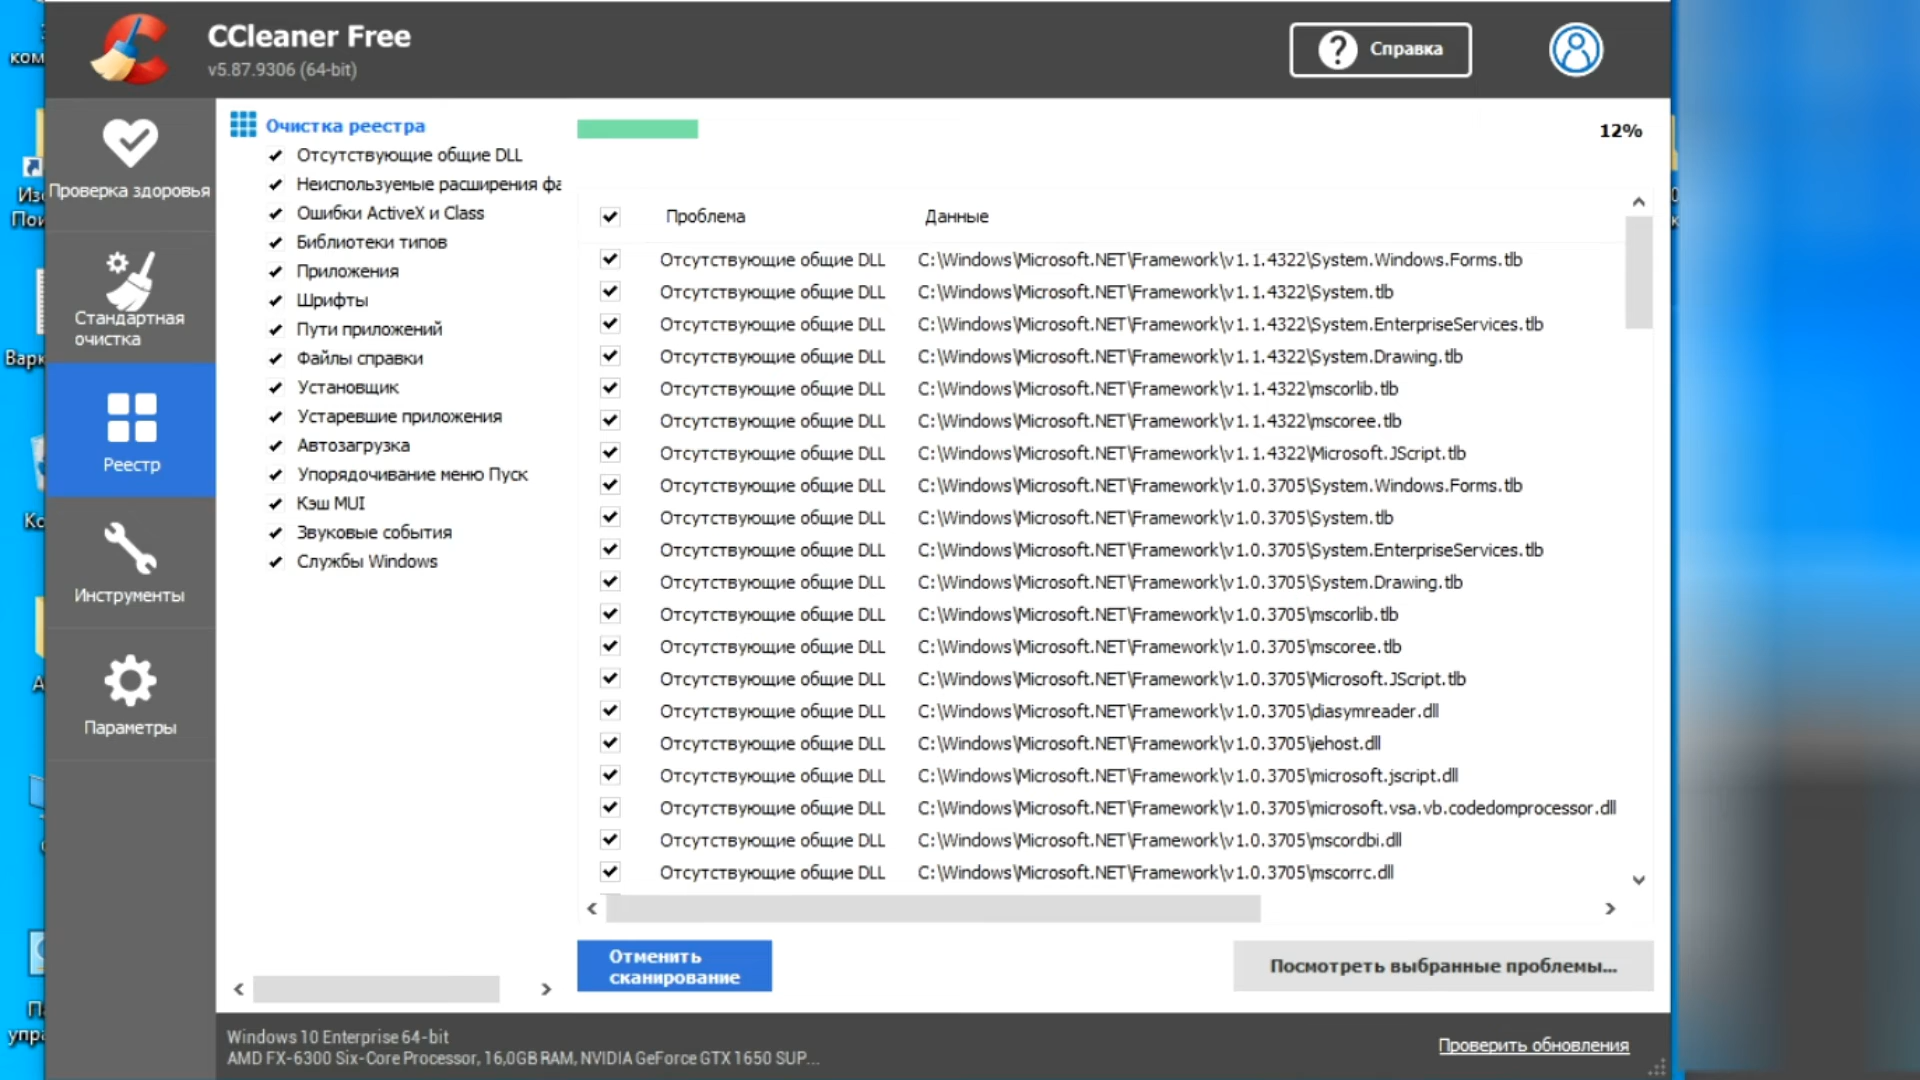 CCleaner Free
v5.87.9306 (64-bit)
Справка
Проверка здоровья
Стандартная
очистка
Реестр
Инструменты
Параметры
Очистка реестра
Отсутствующие общие DLL
Неиспользуемые расширения фа
Ошибки ActiveX и Class
Библиотеки типов
Приложения
Шрифты
Пути приложений
Файлы справки
Установщик
Устаревшие приложения
Автозагрузка
Упорядочивание меню Пуск
Кэш MUI
Звуковые события
Службы Windows
12%
Проблема Данные
Отсутствующие общие DLL C:\Windows\Microsoft.NET\Framework\v1.1.4322\System.Windows.Forms.tlb
Отсутствующие общие DLL C:\Windows\Microsoft.NET\Framework\v1.1.4322\System.tlb
Отсутствующие общие DLL C:\Windows\Microsoft.NET\Framework\v1.1.4322\System.EnterpriseServices.tlb
Отсутствующие общие DLL C:\Windows\Microsoft.NET\Framework\v1.1.4322\System.Drawing.tlb
Отсутствующие общие DLL C:\Windows\Microsoft.NET\Framework\v1.1.4322\mscorlib.tlb
Отсутствующие общие DLL C:\Windows\Microsoft.NET\Framework\v1.1.4322\mscoree.tlb
Отсутствующие общие DLL C:\Windows\Microsoft.NET\Framework\v1.1.4322\Microsoft.JScript.tlb
Отсутствующие общие DLL C:\Windows\Microsoft.NET\Framework\v1.0.3705\System.Windows.Forms.tlb
Отсутствующие общие DLL C:\Windows\Microsoft.NET\Framework\v1.0.3705\System.tlb
Отсутствующие общие DLL C:\Windows\Microsoft.NET\Framework\v1.0.3705\System.EnterpriseServices.tlb
Отсутствующие общие DLL C:\Windows\Microsoft.NET\Framework\v1.0.3705\System.Drawing.tlb
Отсутствующие общие DLL C:\Windows\Microsoft.NET\Framework\v1.0.3705\mscorlib.tlb
Отсутствующие общие DLL C:\Windows\Microsoft.NET\Framework\v1.0.3705\mscoree.tlb
Отсутствующие общие DLL C:\Windows\Microsoft.NET\Framework\v1.0.3705\Microsoft.JScript.tlb
Отсутствующие общие DLL C:\Windows\Microsoft.NET\Framework\v1.0.3705\diasymreader.dll
Отсутствующие общие DLL C:\Windows\Microsoft.NET\Framework\v1.0.3705\iehost.dll
Отсутствующие общие DLL C:\Windows\Microsoft.NET\Framework\v1.0.3705\microsoft.jscript.dll
Отсутствующие общие DLL C:\Windows\Microsoft.NET\Framework\v1.0.3705\microsoft.vsa.vb.codedomprocessor.dll
Отсутствующие общие DLL C:\Windows\Microsoft.NET\Framework\v1.0.3705\mscordbi.dll
Отсутствующие общие DLL C:\Windows\Microsoft.NET\Framework\v1.0.3705\mscorrc.dll
Отменить
сканирование
Посмотреть выбранные проблемы...
Windows 10 Enterprise 64-bit
AMD FX-6300 Six-Core Processor, 16,0GB RAM, NVIDIA GeForce GTX 1650 SUP...
Проверить обновления